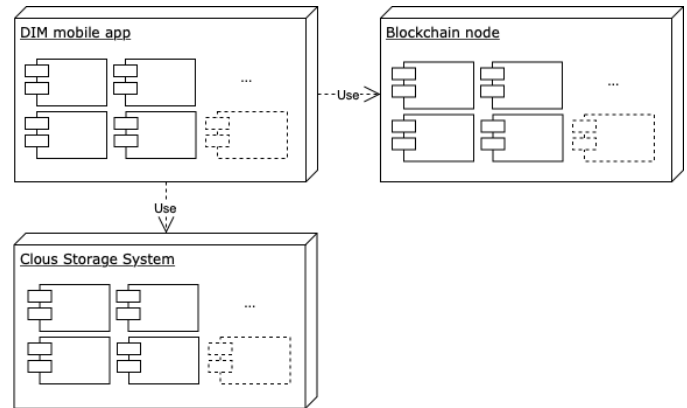 DIM mobile app
Blockchain node
...
...
Use
Use
Clous Storage System
...